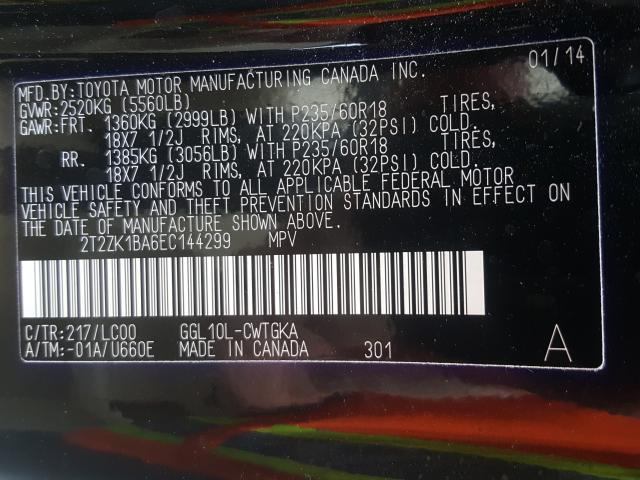 MFD.BY:TOYOTA MOTOR MANUFACTURING CANADA INC. 01/14
GVWR:2520KG (5560LB)
GAWR:FRT. 1360KG (2999LB) WITH P235/60R18 TIRES,
18X7 1/2J RIMS, AT 220KPA (32PSI) COLD.
RR. 1385KG (3056LB) WITH P235/60R18 TIRES,
18X7 1/2J RIMS, AT 220KPA (32PSI) COLD.
THIS VEHICLE CONFORMS TO ALL APPLICABLE FEDERAL MOTOR
VEHICLE SAFETY AND THEFT PREVENTION STANDARDS IN EFFECT ON
THE DATE OF MANUFACTURE SHOWN ABOVE.
2T2ZK1BA6EC144299 MPV
C/TR:217/LC00 GGL10L-CWTGKA
A/TM:-01A/U660E MADE IN CANADA 301 A